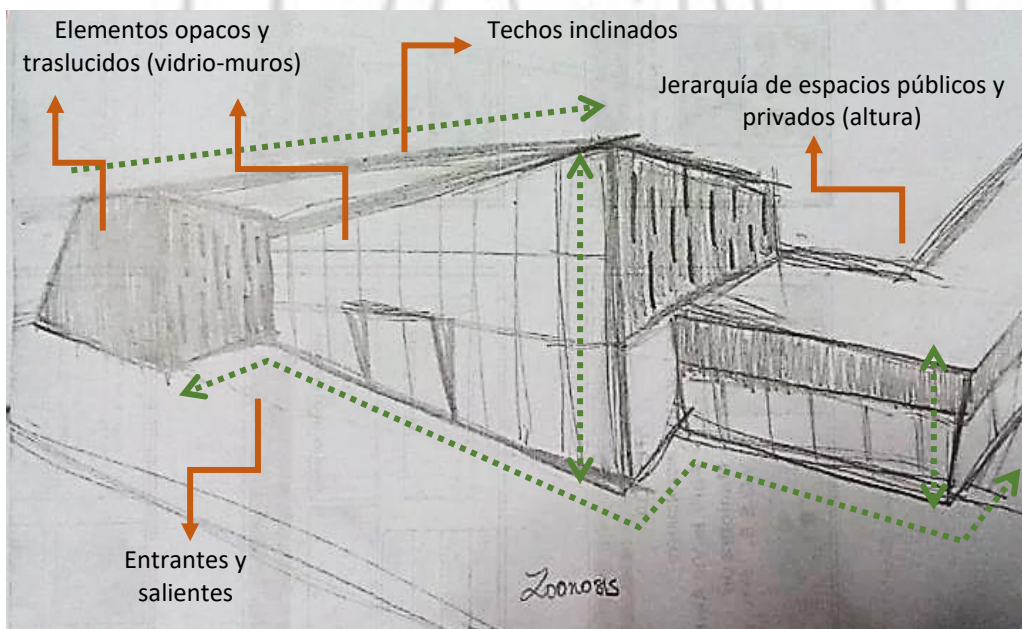 Elementos opacos y
traslucidos (vidrio-muros)
Techos inclinados
Jerarquía de espacios públicos y
privados (altura)
Entrantes y
salientes
Zoonosis